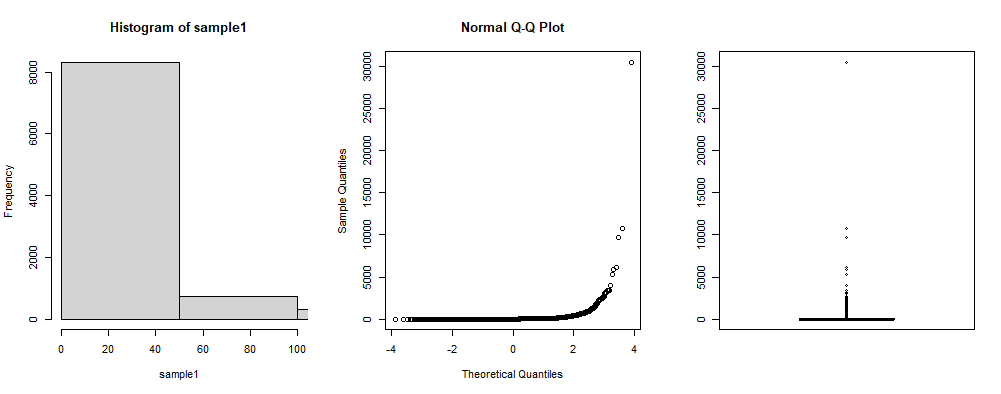 Histogram of sample1
Frequency
8000
6000
4000
2000
0
0 20 40 60 80 100
sample1
Normal Q-Q Plot
Sample Quantiles
30000
25000
20000
15000
10000
5000
0
-4 -2 0 2 4
Theoretical Quantiles
30000
25000
20000
15000
10000
5000
0